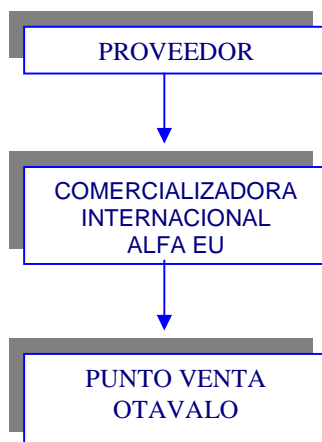 PROVEEDOR
COMERCIALIZADORA
INTERNACIONAL
ALFA EU
PUNTO VENTA
OTAVALO